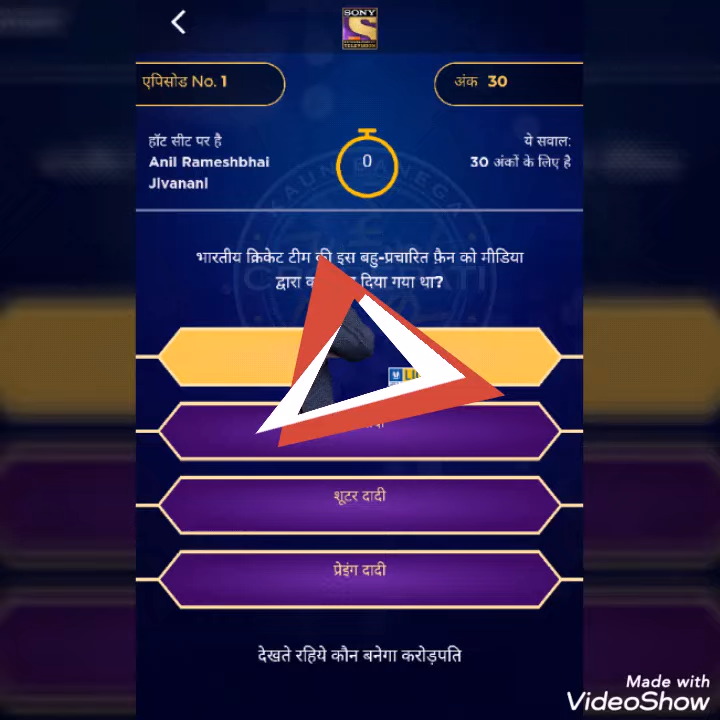 SONY
एपिसोड No. 1
अंक 30
हॉट सीट पर है
Anil Rameshbhai
Jivanani
0
ये सवाल:
30 अंकों के लिए है
भारतीय क्रिकेट टीम की इस बहु-प्रचारित फ़ैन को मीडिया
द्वारा दिया गया था?
शूटर दादी
प्रेइंग दादी
देखते रहिये कौन बनेगा करोड़पति
Made with
VideoShow